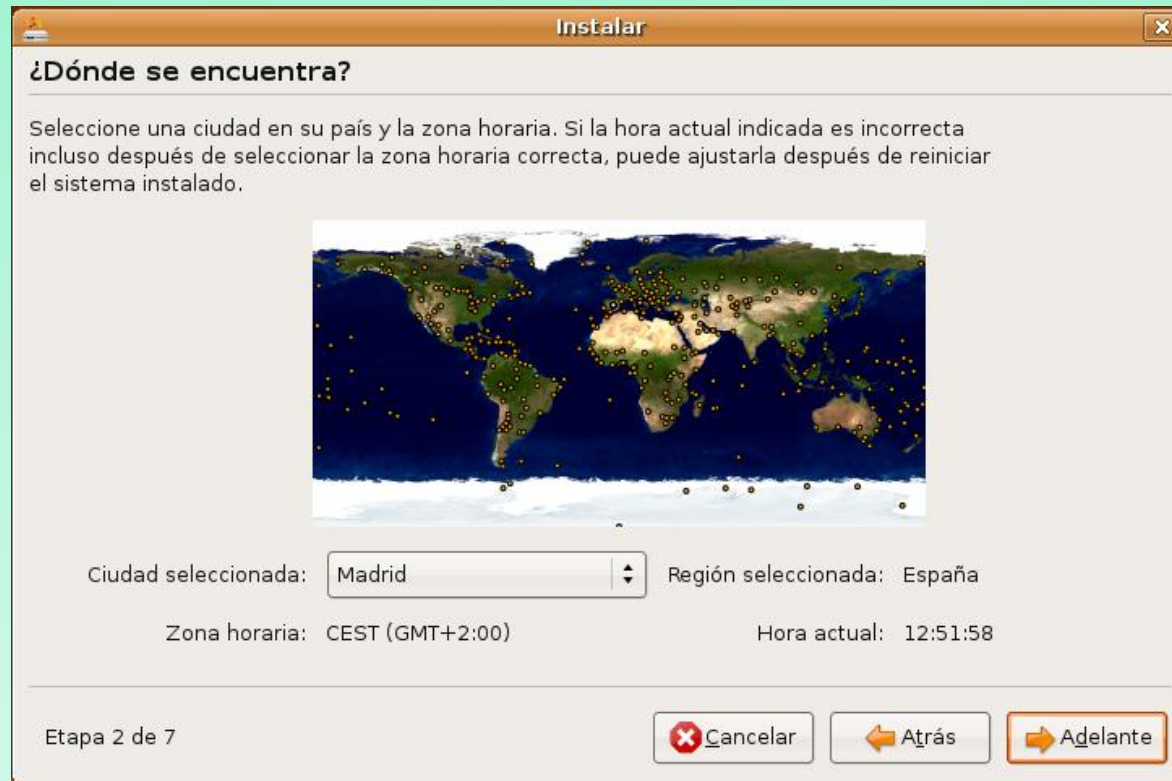 Instalar
¿Dónde se encuentra?
Seleccione una ciudad en su país y la zona horaria. Si la hora actual indicada es incorrecta
incluso después de seleccionar la zona horaria correcta, puede ajustarla después de reiniciar
el sistema instalado.
Ciudad seleccionada: Madrid Región seleccionada: España
Zona horaria: CEST (GMT+2:00) Hora actual: 12:51:58
Etapa 2 de 7 Cancelar Atrás Adelante